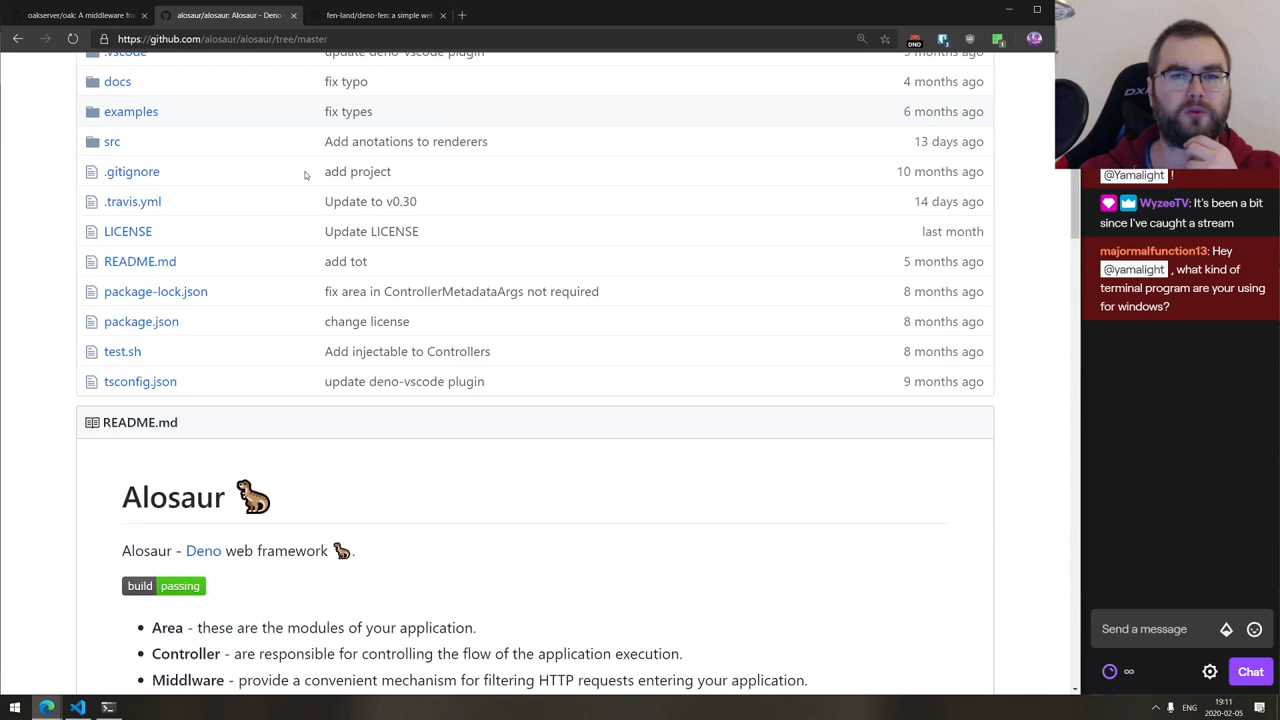 oakserver/oak: A middleware fra
alosaur/alosaur: Alosaur - Deno
fen-land/deno-fen: a simple web
https://github.com/alosaur/alosaur/tree/master
.vscode update deno-vscode plugin 9 months ago
docs fix typo 4 months ago
examples fix types 6 months ago
src Add anotations to renderers 13 days ago
.gitignore add project 10 months ago
.travis.yml Update to v0.30 14 days ago
LICENSE Update LICENSE last month
README.md add tot 5 months ago
package-lock.json fix area in ControllerMetadataArgs not required 8 months ago
package.json change license 8 months ago
test.sh Add injectable to Controllers 8 months ago
tsconfig.json update deno-vscode plugin 9 months ago
README.md
Alosaur
Alosaur - Deno web framework .
build passing
• Area - these are the modules of your application.
• Controller - are responsible for controlling the flow of the application execution.
• Middlware - provide a convenient mechanism for filtering HTTP requests entering your application.
DND
DX
@Yamalight !
WyzeeTV: It's been a bit
since I've caught a stream
majormalfunction13: Hey
@yamalight , what kind of
terminal program are your using
for windows?
Send a message
∞
Chat
ENG
19:11
2020-02-05